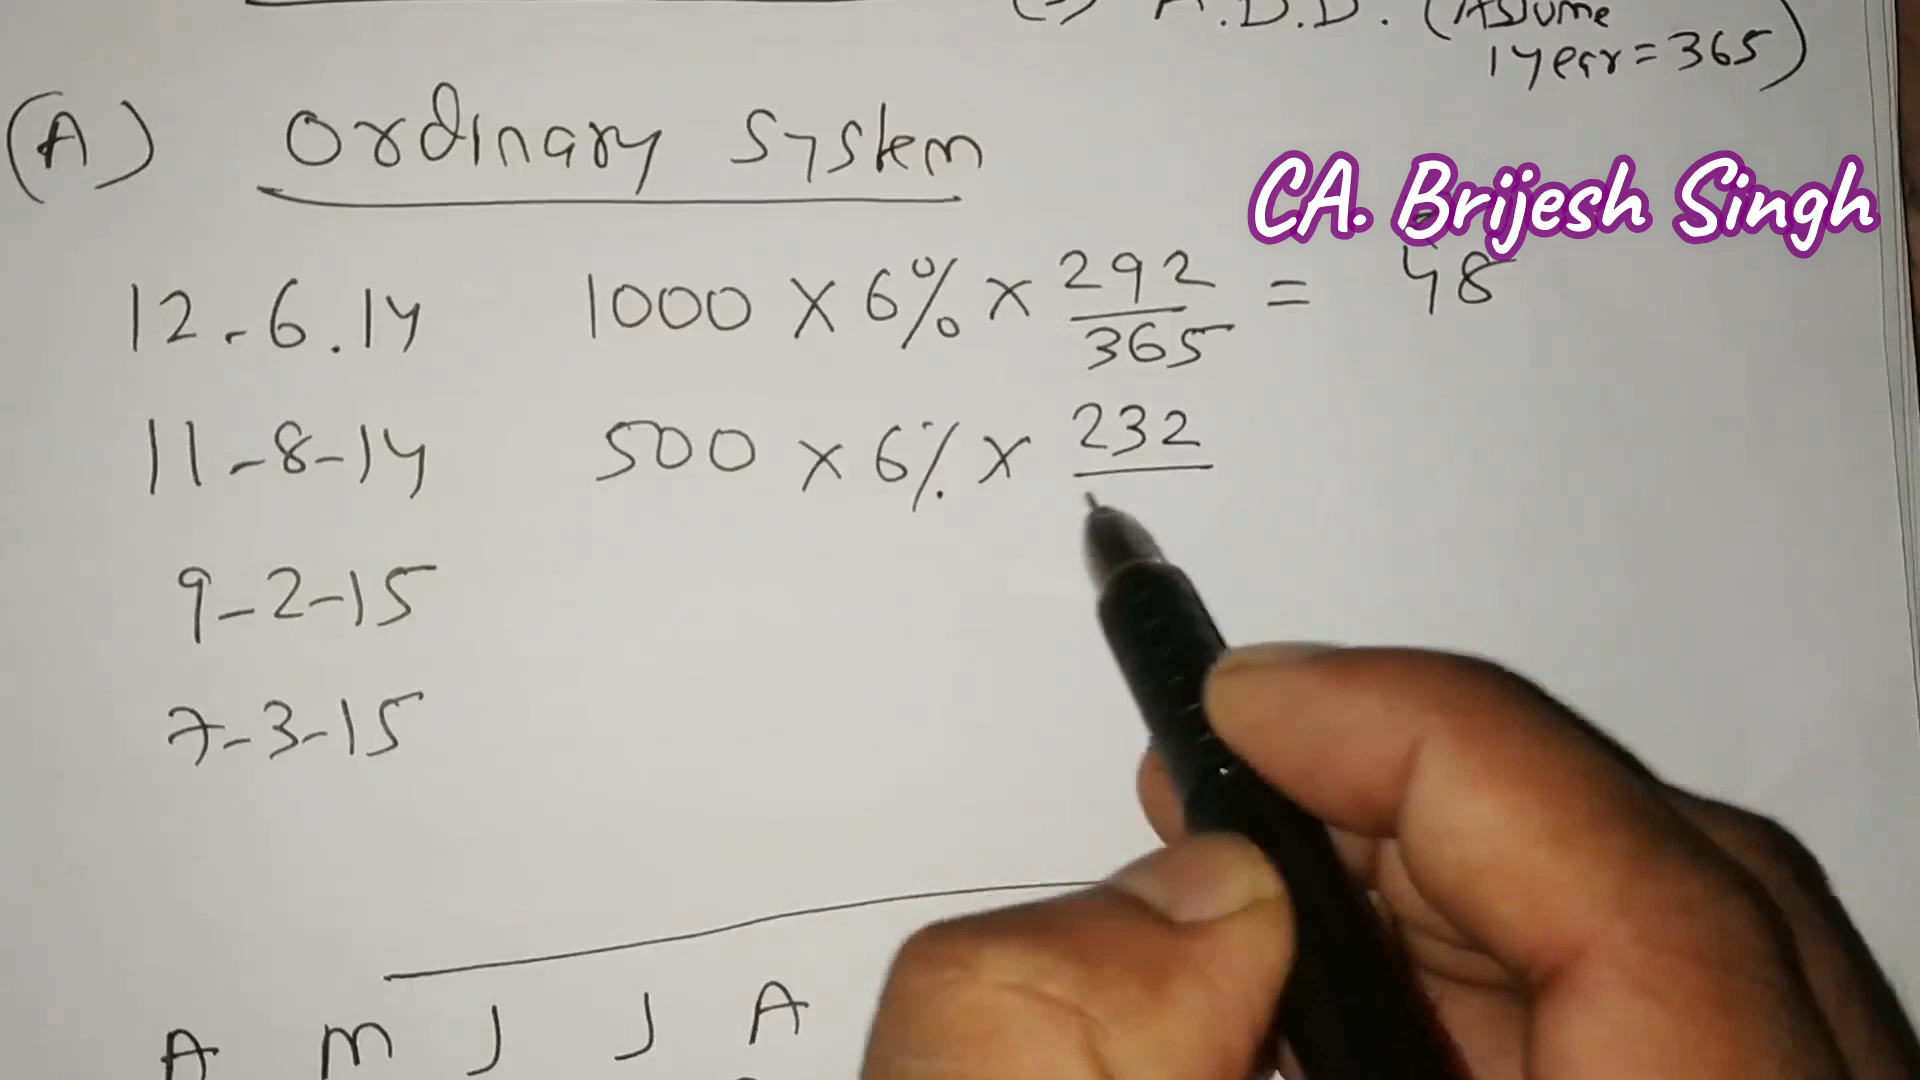 A.D.D. (Assume
1 year = 365)
(A) Ordinary System
CA. Brijesh Singh
12-6.14 1000 × 6% × 292/365 = 48
11-8-14 500 × 6% × 232
9-2-15
7-3-15
A M J J A